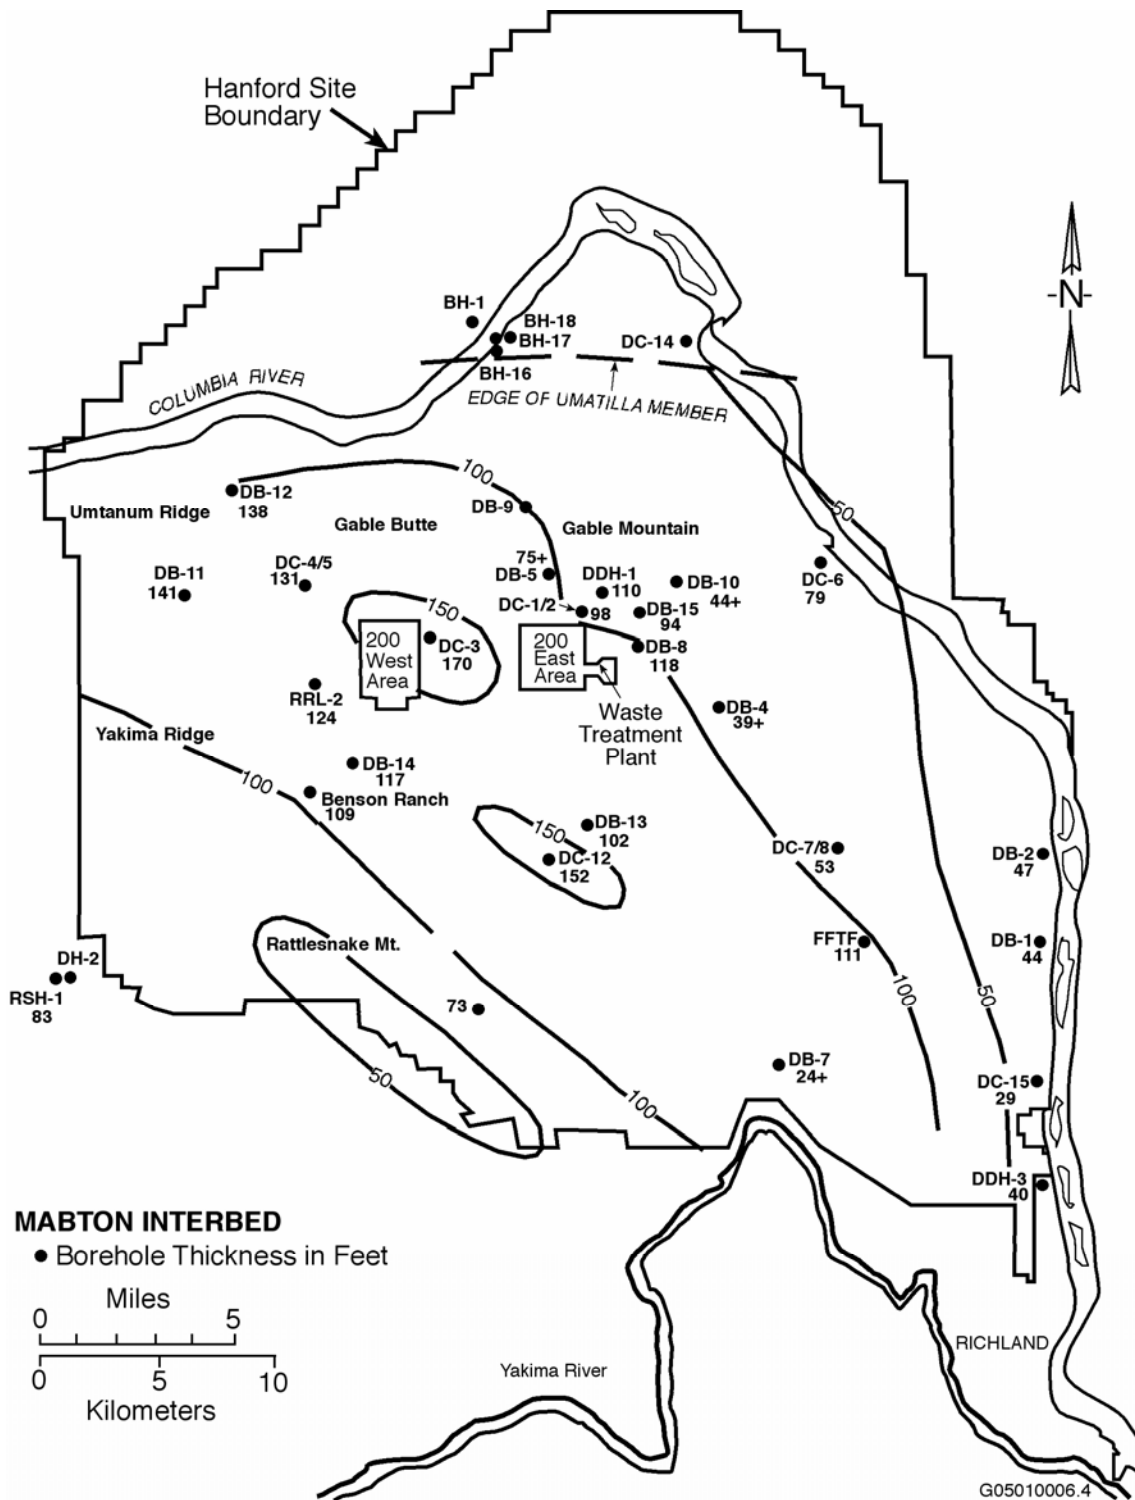 Hanford Site
Boundary
-N-
BH-1
BH-18
BH-17
BH-16
DC-14
COLUMBIA RIVER
EDGE OF UMATILLA MEMBER
100
DB-12
138
Umtanum Ridge
DB-9
50
Gable Butte
Gable Mountain
75+
DB-5
DB-11
141
DC-4/5
131
DDH-1
110
DB-10
44+
DC-6
79
150
DC-1/2
98
DB-15
94
200
West
Area
DC-3
170
200
East
Area
DB-8
118
RRL-2
124
DB-4
39+
Waste
Treatment
Plant
Yakima Ridge
100
DB-14
117
Benson Ranch
109
150
DB-13
102
DC-12
152
DC-7/8
53
DB-2
47
Rattlesnake Mt.
FFTF
111
DB-1
44
DH-2
RSH-1
83
73
100
50
50
100
DB-7
24+
DC-15
29
DDH-3
40
MABTON INTERBED
Borehole Thickness in Feet
Miles
0 5
0 5 10
Kilometers
Yakima River
RICHLAND
G05010006.4